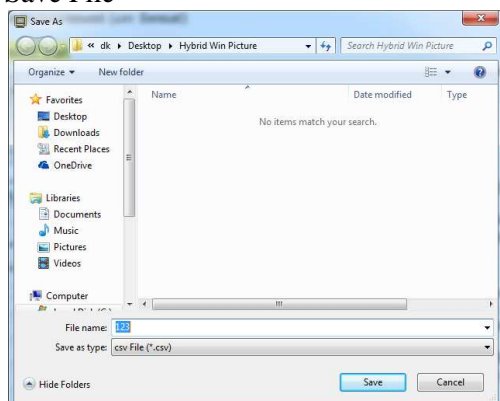 Save File
Save As
« dk ▸ Desktop ▸ Hybrid Win Picture
Search Hybrid Win Picture
Organize
New folder
Name
Date modified
Type
No items match your search.
Favorites
Desktop
Downloads
Recent Places
OneDrive
Libraries
Documents
Music
Pictures
Videos
Computer
File name:
123
Save as type:
csv File (*.csv)
Hide Folders
Save
Cancel